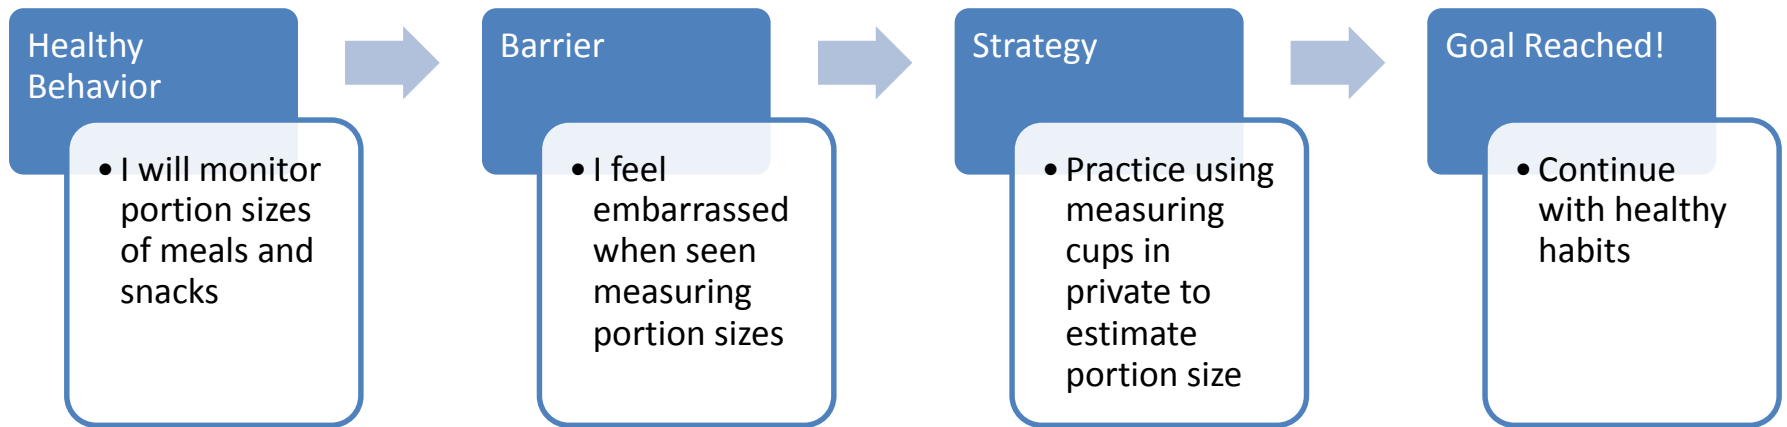 Healthy
Behavior
• I will monitor
portion sizes
of meals and
snacks
Barrier
• I feel
embarrassed
when seen
measuring
portion sizes
Strategy
• Practice using
measuring
cups in
private to
estimate
portion size
Goal Reached!
• Continue
with healthy
habits